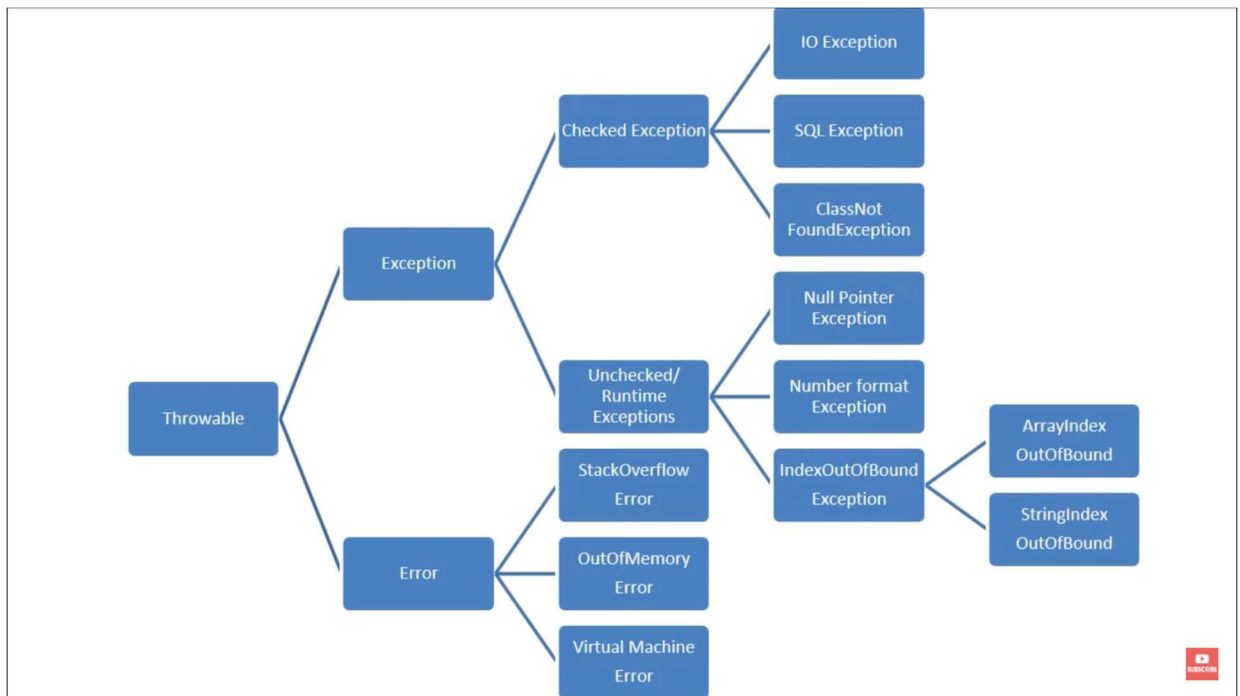 IO Exception
Checked Exception
SQL Exception
ClassNot
FoundException
Exception
Null Pointer
Exception
Unchecked/
Runtime
Exceptions
Number format
Exception
Throwable
IndexOutOfBound
Exception
ArrayIndex
OutOfBound
StringIndex
OutOfBound
StackOverflow
Error
Error
OutOfMemory
Error
Virtual Machine
Error
SUBSCRIBE